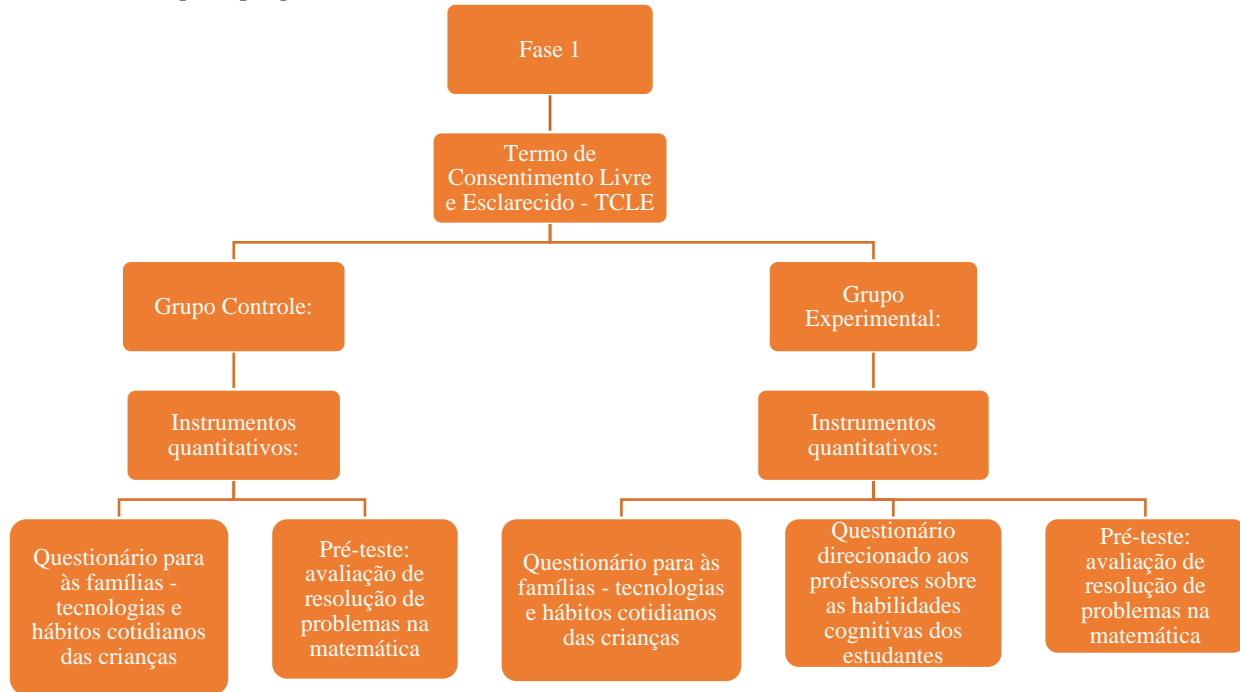 Fase 1
Termo de
Consentimento Livre
e Esclarecido - TCLE
Grupo Controle:
Grupo
Experimental:
Instrumentos
quantitativos:
Instrumentos
quantitativos:
Questionário para
às famílias -
tecnologias e
hábitos cotidianos
das crianças
Pré-teste:
avaliação de
resolução de
problemas na
matemática
Questionário para às
famílias - tecnologias
e hábitos cotidianos
das crianças
Questionário
direcionado aos
professores sobre
as habilidades
cognitivas dos
estudantes
Pré-teste:
avaliação de
resolução de
problemas na
matemática